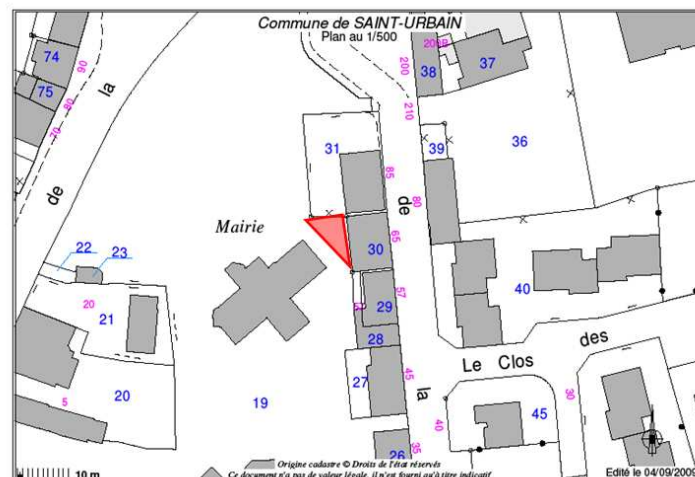 Commune de SAINT-URBAIN
Plan au 1/500
74
75
90
80
70
la
de
31
85
de
200
20
38
37
210
39
80
36
Mairie
30
65
22
23
20
21
57
29
40
28
27
45
la
Le Clos
des
20
5
19
40
45
30
26
35
10 m
Origine cadastre © Droits de l'état réservés
Ce document n'a pas de valeur légale, il n'est fourni qu'à titre indicatif
Edité le 04/09/2009